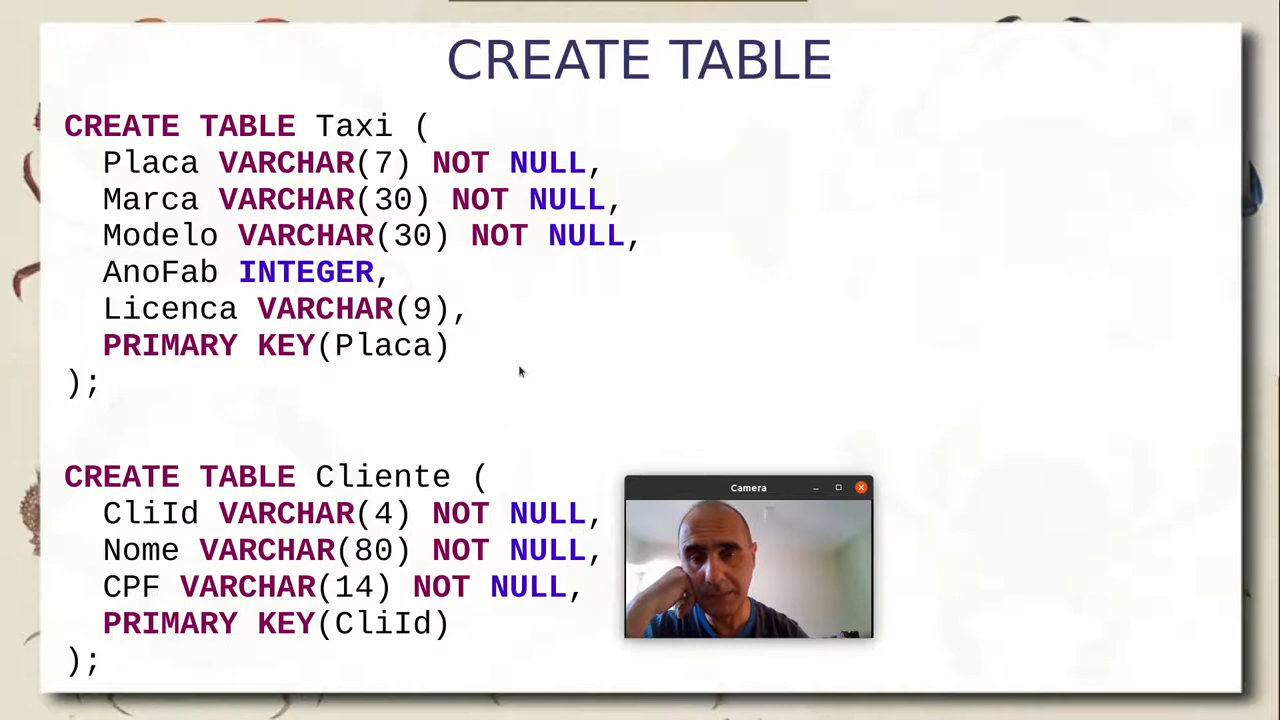 CREATE TABLE
CREATE TABLE Taxi (
Placa VARCHAR(7) NOT NULL,
Marca VARCHAR(30) NOT NULL,
Modelo VARCHAR(30) NOT NULL,
AnoFab INTEGER,
Licenca VARCHAR(9),
PRIMARY KEY(Placa)
);
CREATE TABLE Cliente (
CliId VARCHAR(4) NOT NULL,
Nome VARCHAR(80) NOT NULL,
CPF VARCHAR(14) NOT NULL,
PRIMARY KEY(CliId)
);
Camera